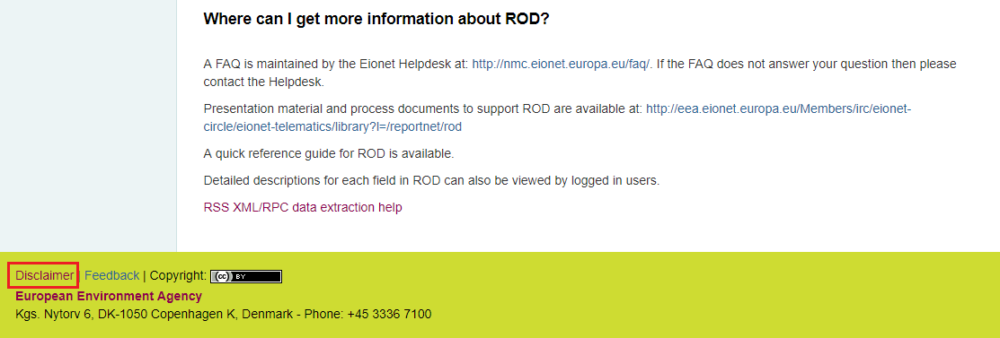 Where can I get more information about ROD?
A FAQ is maintained by the Eionet Helpdesk at: http://nmc.eionet.europa.eu/faq/. If the FAQ does not answer your question then please
contact the Helpdesk.
Presentation material and process documents to support ROD are available at: http://eea.eionet.europa.eu/Members/irc/eionet-
circle/eionet-telematics/library?l=/reportnet/rod
A quick reference guide for ROD is available.
Detailed descriptions for each field in ROD can also be viewed by logged in users.
RSS XML/RPC data extraction help
Disclaimer | Feedback | Copyright: cc BY
European Environment Agency
Kgs. Nytorv 6, DK-1050 Copenhagen K, Denmark - Phone: +45 3336 7100